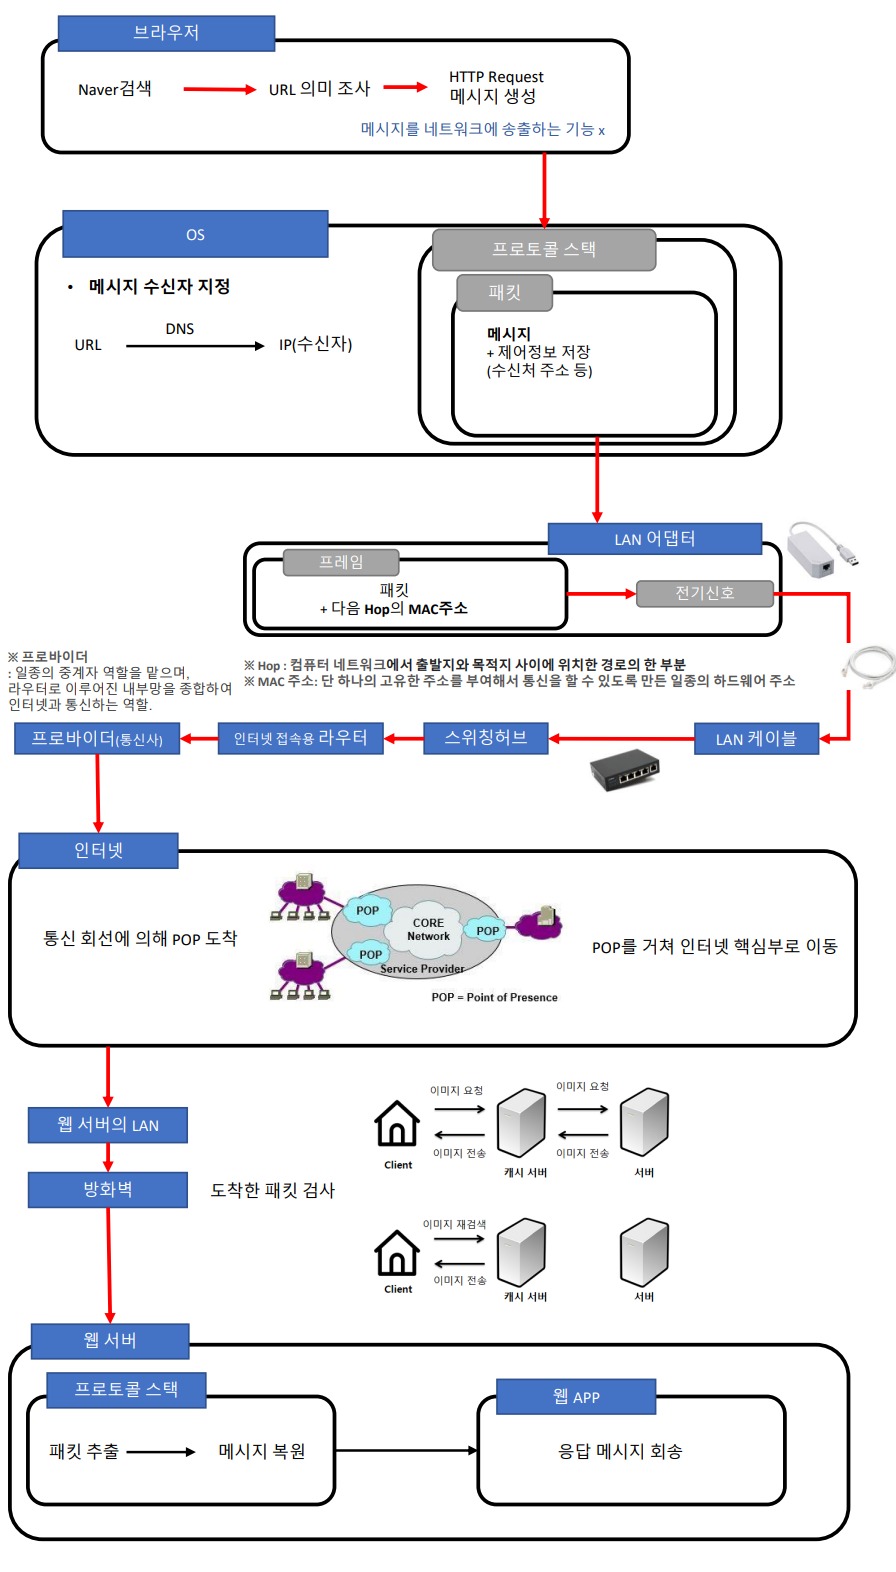 브라우저
Naver검색
URL 의미 조사
HTTP Request
메시지 생성
메시지를 네트워크에 송출하는 기능 x
OS
프로토콜 스택
패킷
• 메시지 수신자 지정
메시지
+ 제어정보 저장
(수신처 주소 등)
DNS
URL
IP(수신자)
LAN 어댑터
프레임
패킷
+ 다음 Hop의 MAC주소
전기신호
※ 프로바이더
: 일종의 중계자 역할을 맡으며,
라우터로 이루어진 내부망을 종합하여
인터넷과 통신하는 역할.
※ Hop : 컴퓨터 네트워크에서 출발지와 목적지 사이에 위치한 경로의 한 부분
※ MAC 주소: 단 하나의 고유한 주소를 부여해서 통신을 할 수 있도록 만든 일종의 하드웨어 주소
프로바이더(통신사)
인터넷 접속용 라우터
스위칭허브
LAN 케이블
인터넷
통신 회선에 의해 POP 도착
POP
CORE
Network
POP
POP
Service Provider
POP = Point of Presence
POP를 거쳐 인터넷 핵심부로 이동
웹 서버의 LAN
방화벽
도착한 패킷 검사
이미지 요청
이미지 요청
이미지 전송
이미지 전송
Client
캐시 서버
서버
이미지 재검색
이미지 전송
Client
캐시 서버
서버
웹 서버
프로토콜 스택
패킷 추출
메시지 복원
웹 APP
응답 메시지 회송